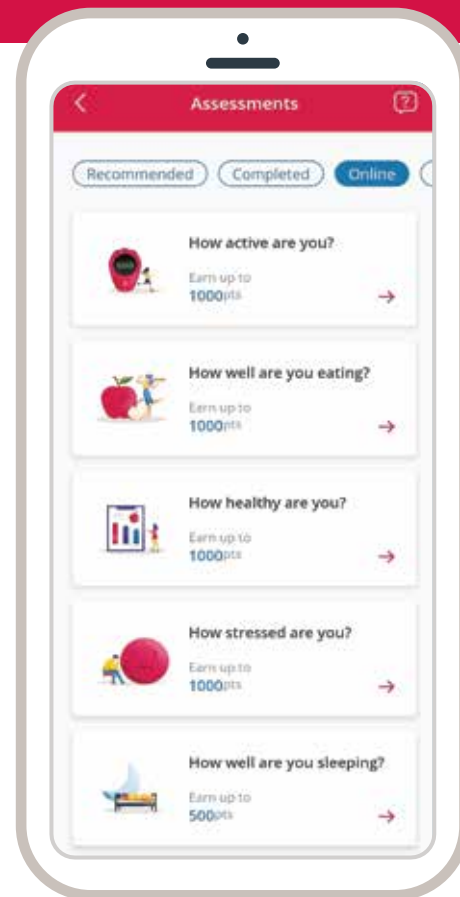 Assessments
Recommended
Completed
Online
How active are you?
Earn up to
1000pts
How well are you eating?
Earn up to
1000pts
How healthy are you?
Earn up to
1000pts
How stressed are you?
Earn up to
1000pts
How well are you sleeping?
Earn up to
500pts